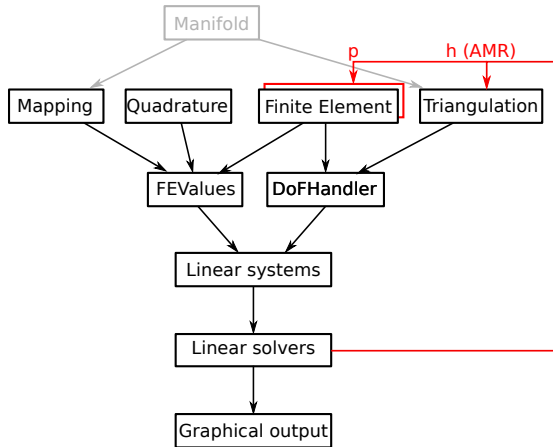 Manifold
p
h (AMR)
Mapping
Quadrature
Finite Element
Triangulation
FEValues
DoFHandler
Linear systems
Linear solvers
Graphical output